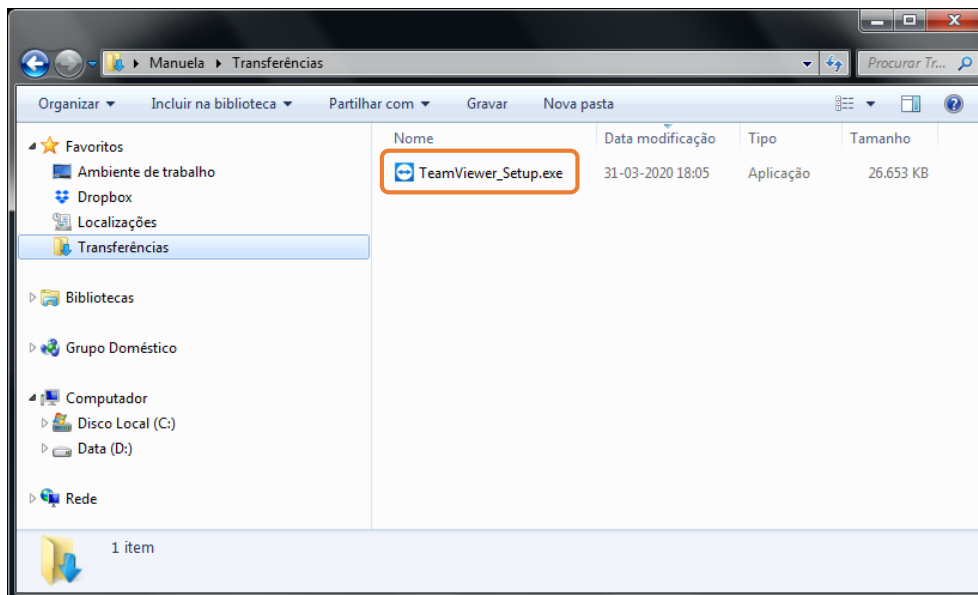 Manuela Transferências
Procurar Tr...
Organizar Incluir na biblioteca Partilhar com Gravar Nova pasta
Favoritos
Ambiente de trabalho
Dropbox
Localizações
Transferências
Bibliotecas
Grupo Doméstico
Computador
Disco Local (C:)
Data (D:)
Rede
Nome Data modificação Tipo Tamanho
TeamViewer_Setup.exe 31-03-2020 18:05 Aplicação 26.653 KB
1 item